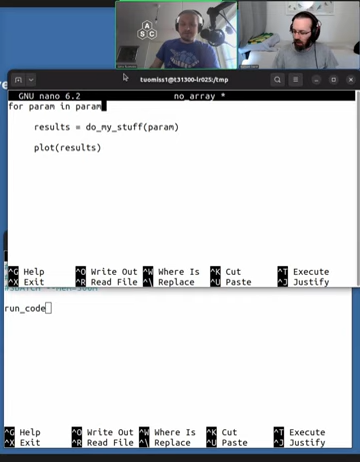 A
S C
tuomiss1@t31300-lr025:/tmp
GNU nano 6.2 no_array *
for param in param
results = do_my_stuff(param)
plot(results)
^G Help ^O Write Out ^W Where Is ^K Cut ^T Execute
^X Exit ^R Read File ^\ Replace ^U Paste ^J Justify
run_code
^G Help ^O Write Out ^W Where Is ^K Cut ^T Execute
^X Exit ^R Read File ^\ Replace ^U Paste ^J Justify